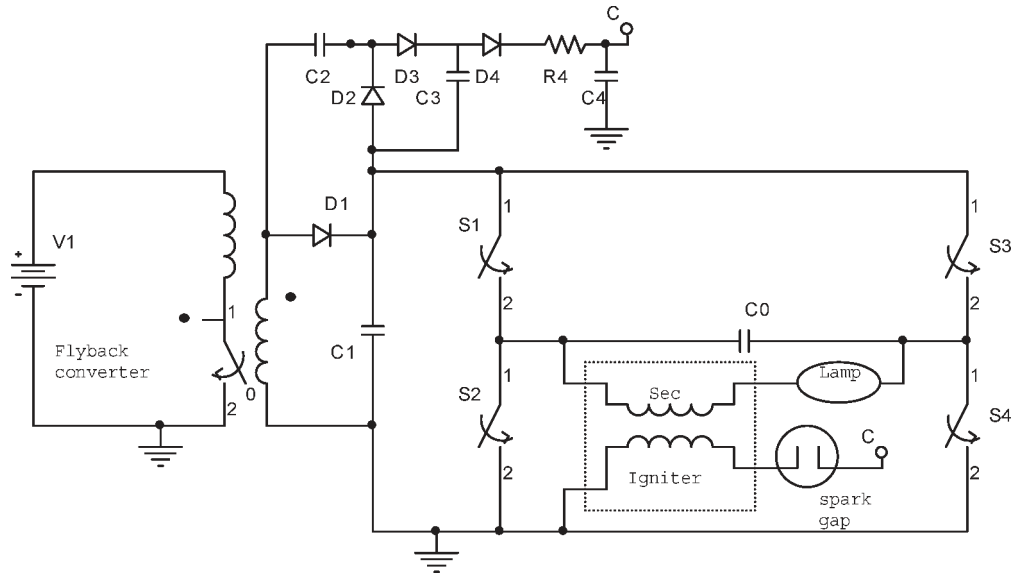 C
C2
D3
D4
R4
D2
C3
C4
D1
1
1
S1
S3
V1
+
-
2
2
C0
1
C1
Flyback
converter
0
2
1
1
Lamp
Sec
S2
S4
C
2
2
Igniter
spark
gap